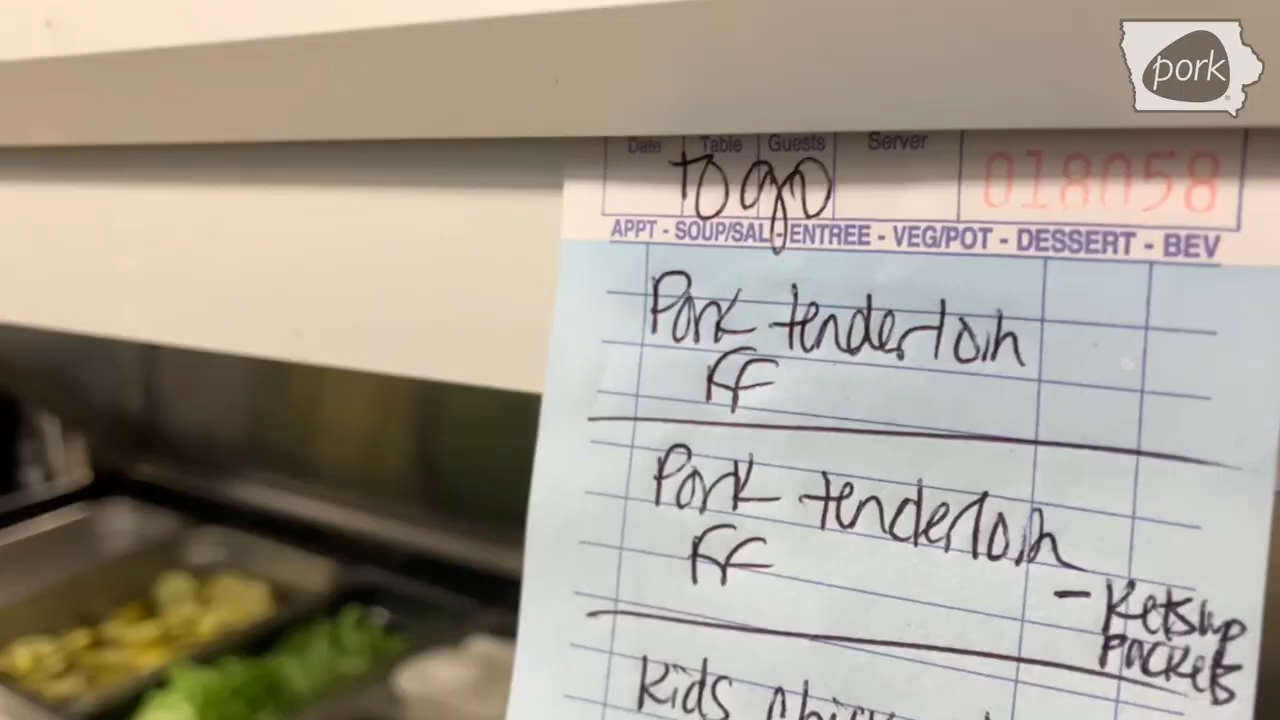 pork
Date Table Guests Server
to go
018058
APPT - SOUP/SAL - ENTREE - VEG/POT - DESSERT - BEV
Pork tenderloin
FF
Pork tenderloin
FF
- Ketshup
Packets
Kids